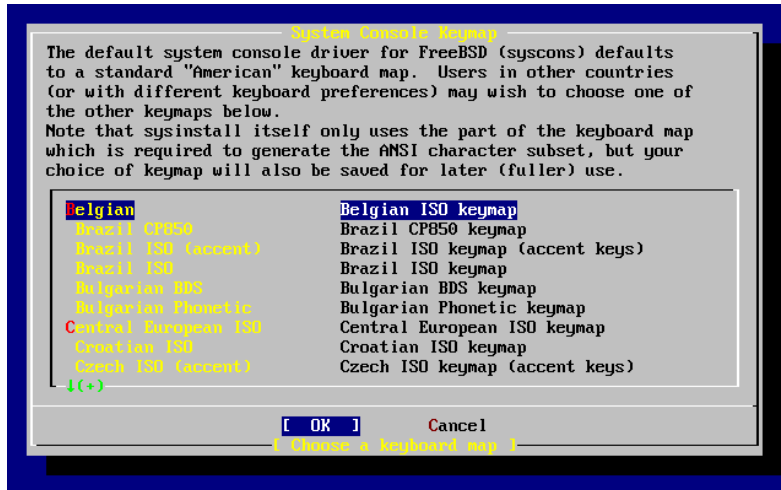 System Console Keymap
The default system console driver for FreeBSD (syscons) defaults
to a standard "American" keyboard map.  Users in other countries
(or with different keyboard preferences) may wish to choose one of
the other keymaps below.
Note that sysinstall itself only uses the part of the keyboard map
which is required to generate the ANSI character subset, but your
choice of keymap will also be saved for later (fuller) use.
Belgian Belgian ISO keymap
Brazil CP850 Brazil CP850 keymap
Brazil ISO (accent) Brazil ISO keymap (accent keys)
Brazil ISO Brazil ISO keymap
Bulgarian BDS Bulgarian BDS keymap
Bulgarian Phonetic Bulgarian Phonetic keymap
Central European ISO Central European ISO keymap
Croatian ISO Croatian ISO keymap
Czech ISO (accent) Czech ISO keymap (accent keys)
↓(+)
[ OK ] Cancel
[ Choose a keyboard map ]